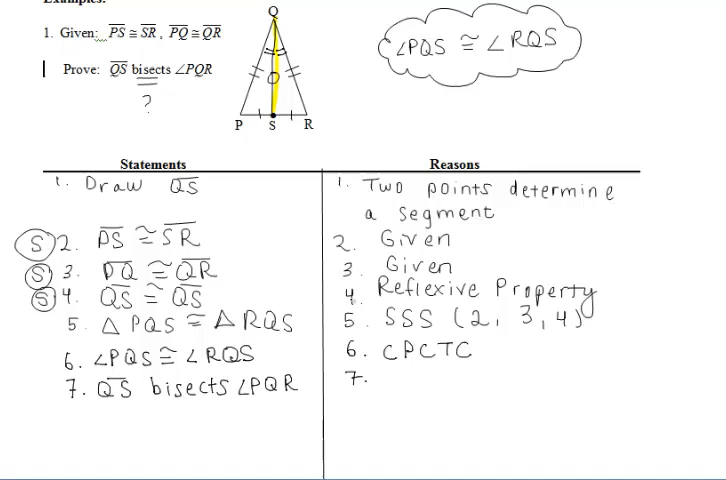 Examples:
1. Given: PS ≅ SR , PQ ≅ QR
Prove: QS bisects ∠PQR
?
Q
P S R
∠PQS ≅ ∠RQS
Statements Reasons
1. Draw QS
1. Two points determine
a segment
S 2. PS ≅ SR
2. Given
S 3. PQ ≅ QR
3. Given
S 4. QS ≅ QS
4. Reflexive Property
5. △ PQS ≅ △ RQS
5. SSS (2, 3, 4)
6. ∠PQS ≅ ∠RQS
6. CPCTC
7. QS bisects ∠PQR
7.